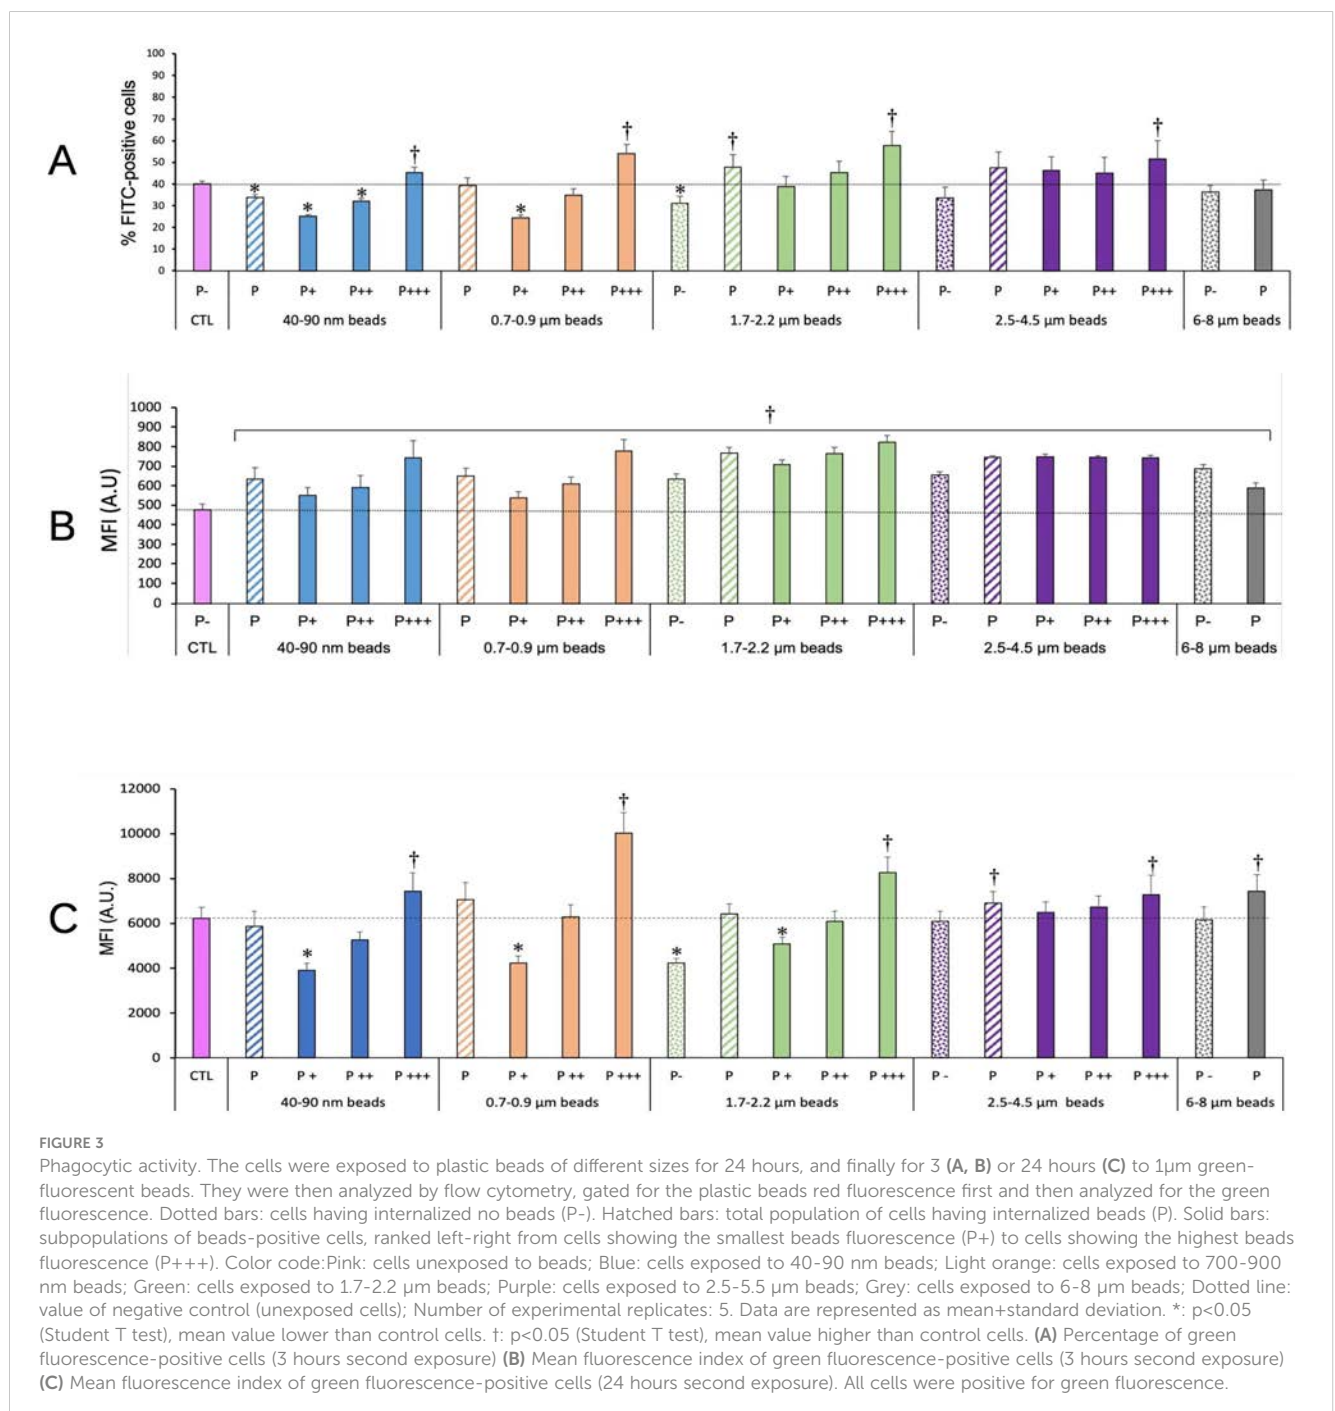 A
% FITC-positive cells
100
90
80
70
60
50
40
30
20
10
0
* * * † * † * † † †
P- P P+ P++ P+++ P P+ P++ P+++ P- P P+ P++ P+++ P- P P+ P++ P+++ P- P
CTL 40-90 nm beads 0.7-0.9 µm beads 1.7-2.2 µm beads 2.5-4.5 µm beads 6-8 µm beads
B
MFI (A.U)
1000
900
800
700
600
500
400
300
200
100
0
†
P- P P+ P++ P+++ P P+ P++ P+++ P- P P+ P++ P+++ P- P P+ P++ P+++ P- P
CTL 40-90 nm beads 0.7-0.9 µm beads 1.7-2.2 µm beads 2.5-4.5 µm beads 6-8 µm beads
C
MFI (A.U.)
12000
10000
8000
6000
4000
2000
0
* † * † * * † † † †
CTL P P + P ++ P +++ P P + P ++ P +++ P- P P + P ++ P +++ P - P P + P ++ P +++ P - P
40-90 nm beads 0.7-0.9 µm beads 1.7-2.2 µm beads 2.5-4.5 µm beads 6-8 µm beads
FIGURE 3
Phagocytic activity. The cells were exposed to plastic beads of different sizes for 24 hours, and finally for 3 (A, B) or 24 hours (C) to 1µm green-
fluorescent beads. They were then analyzed by flow cytometry, gated for the plastic beads red fluorescence first and then analyzed for the green
fluorescence. Dotted bars: cells having internalized no beads (P-). Hatched bars: total population of cells having internalized beads (P). Solid bars:
subpopulations of beads-positive cells, ranked left-right from cells showing the smallest beads fluorescence (P+) to cells showing the highest beads
fluorescence (P+++). Color code:Pink: cells unexposed to beads; Blue: cells exposed to 40-90 nm beads; Light orange: cells exposed to 700-900
nm beads; Green: cells exposed to 1.7-2.2 µm beads; Purple: cells exposed to 2.5-5.5 µm beads; Grey: cells exposed to 6-8 µm beads; Dotted line:
value of negative control (unexposed cells); Number of experimental replicates: 5. Data are represented as mean+standard deviation. *: p<0.05
(Student T test), mean value lower than control cells. †: p<0.05 (Student T test), mean value higher than control cells. (A) Percentage of green
fluorescence-positive cells (3 hours second exposure) (B) Mean fluorescence index of green fluorescence-positive cells (3 hours second exposure)
(C) Mean fluorescence index of green fluorescence-positive cells (24 hours second exposure). All cells were positive for green fluorescence.